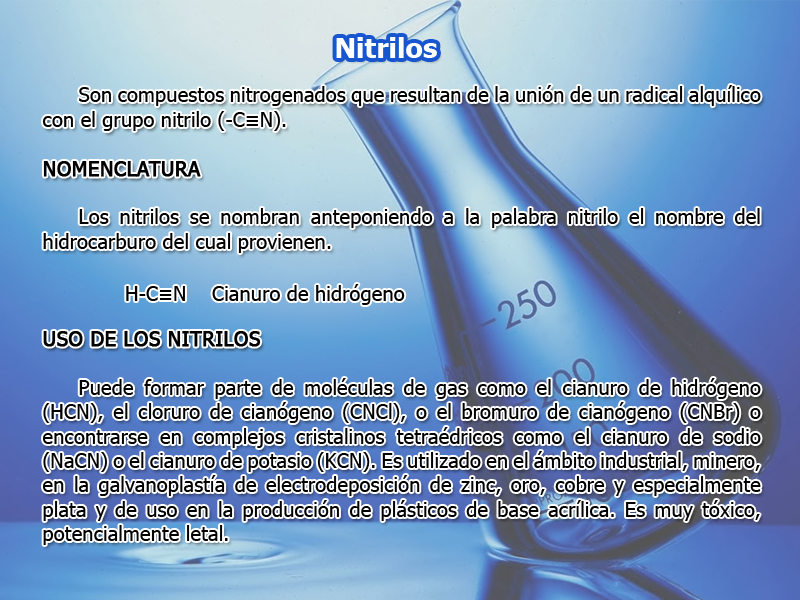 Nitrilos
Son compuestos nitrogenados que resultan de la unión de un radical alquílico
con el grupo nitrilo (-C≡N).
NOMENCLATURA
Los nitrilos se nombran anteponiendo a la palabra nitrilo el nombre del
hidrocarburo del cual provienen.
H-C≡N Cianuro de hidrógeno
250
USO DE LOS NITRILOS
Puede formar parte de moléculas de gas como el cianuro de hidrógeno
(HCN), el cloruro de cianógeno (CNCl), o el bromuro de cianógeno (CNBr) o
encontrarse en complejos cristalinos tetraédricos como el cianuro de sodio
(NaCN) o el cianuro de potasio (KCN). Es utilizado en el ámbito industrial, minero,
en la galvanoplastía de electrodeposición de zinc, oro, cobre y especialmente
plata y de uso en la producción de plásticos de base acrílica. Es muy tóxico,
potencialmente letal.